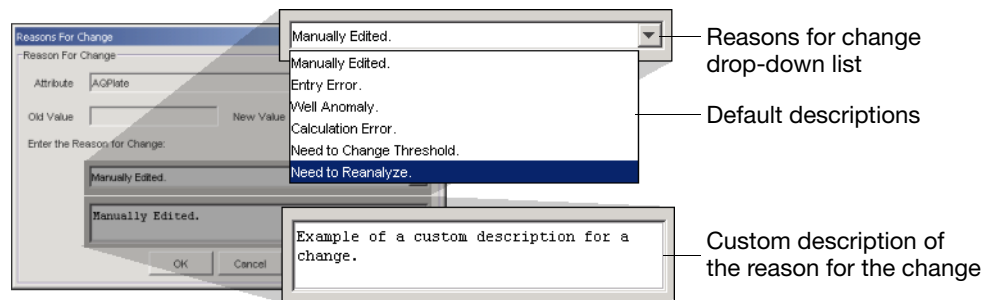 Reasons For Change
Reason For Change
Attribute
AQPlate
Old Value
New Value
Enter the Reason for Change:
Manually Edited.
Manually Edited.
OK
Cancel
Manually Edited.
Manually Edited.
Entry Error.
Well Anomaly.
Calculation Error.
Need to Change Threshold.
Need to Reanalyze.
Example of a custom description for a
change.
Reasons for change
drop-down list
Default descriptions
Custom description of
the reason for the change